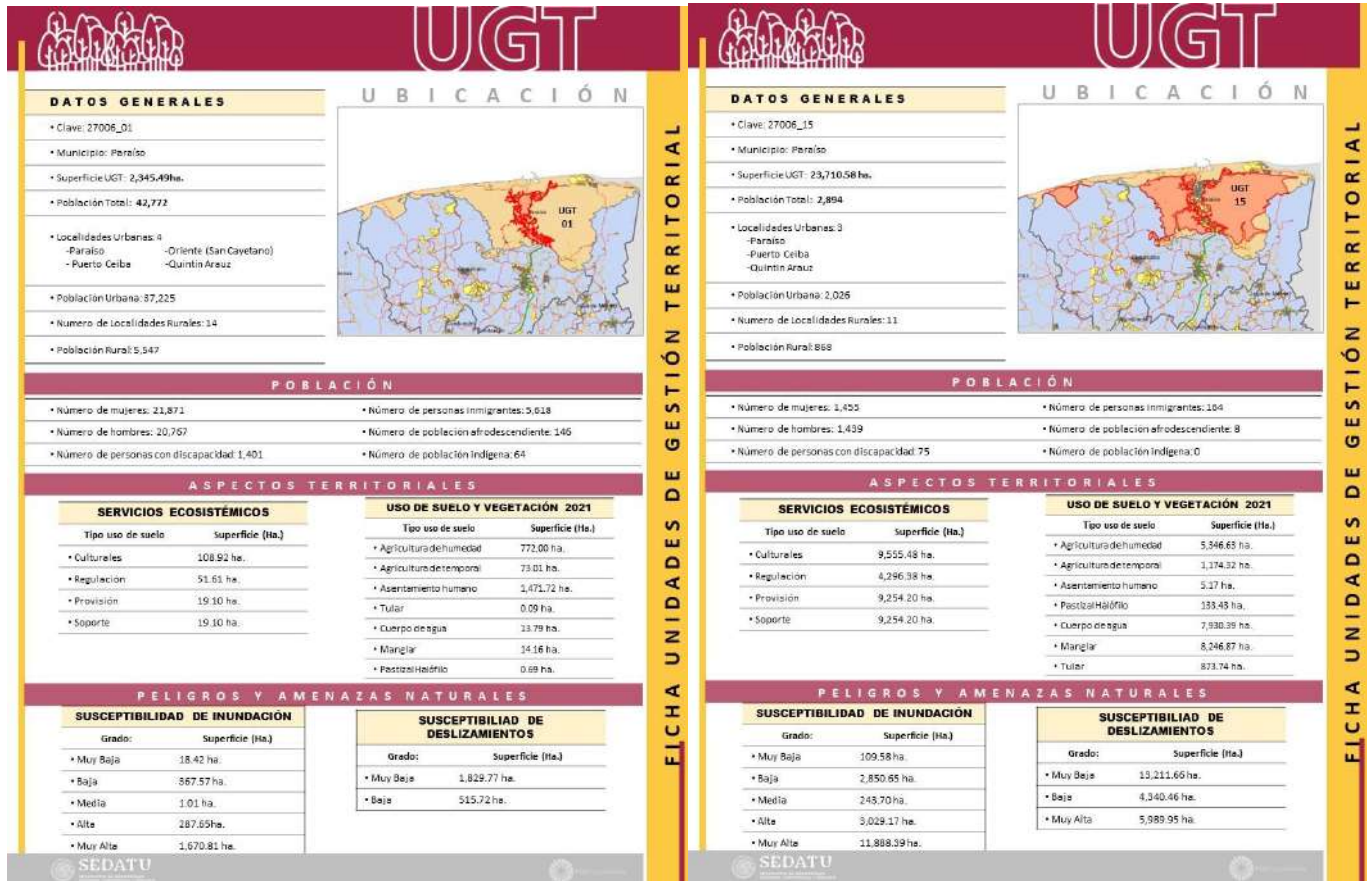 UGT
UBICACIÓN
DATOS GENERALES
• Clave: 27006_01
• Municipio: Paraíso
• Superficie UGT: 2,345.49ha.
• Población Total: 42,772
• Localidades Urbanas: 4
-Paraíso -Oriente (San Cayetano)
- Puerto Ceiba -Quintín Arauz
• Población Urbana: 37,225
• Numero de Localidades Rurales: 14
• Población Rural: 5,547
UGT
01
POBLACIÓN
• Número de mujeres: 21,871 • Número de personas inmigrantes: 5,618
• Número de hombres: 20,767 • Número de población afrodescendiente: 146
• Número de personas con discapacidad: 1,401 • Número de población indígena: 64
ASPECTOS TERRITORIALES
SERVICIOS ECOSISTÉMICOS
Tipo uso de suelo Superficie (Ha.)
• Culturales 108.92 ha.
• Regulación 51.61 ha.
• Provisión 19.10 ha.
• Soporte 19.10 ha.
USO DE SUELO Y VEGETACIÓN 2021
Tipo uso de suelo Superficie (Ha.)
• Agricultura de humedad 772.00 ha.
• Agricultura de temporal 73.01 ha.
• Asentamiento humano 1,471.72 ha.
• Tular 0.09 ha.
• Cuerpo de agua 13.79 ha.
• Manglar 14.16 ha.
• Pastizal Halófilo 0.69 ha.
PELIGROS Y AMENAZAS NATURALES
SUSCEPTIBILIDAD DE INUNDACIÓN
Grado: Superficie (Ha.)
• Muy Baja 18.42 ha.
• Baja 367.57 ha.
• Media 1.01 ha.
• Alta 287.65ha.
• Muy Alta 1,670.81 ha.
SUSCEPTIBILIAD DE
DESLIZAMIENTOS
Grado: Superficie (Ha.)
• Muy Baja 1,829.77 ha.
• Baja 515.72 ha.
SEDATU
FICHA UNIDADES DE GESTIÓN TERRITORIAL
UGT
UBICACIÓN
DATOS GENERALES
• Clave: 27006_15
• Municipio: Paraíso
• Superficie UGT: 23,710.58 ha.
• Población Total: 2,894
• Localidades Urbanas: 3
-Paraíso
-Puerto Ceiba
-Quintín Arauz
• Población Urbana: 2,026
• Numero de Localidades Rurales: 11
• Población Rural: 868
UGT
15
POBLACIÓN
• Número de mujeres: 1,455 • Número de personas inmigrantes: 164
• Número de hombres: 1,439 • Número de población afrodescendiente: 8
• Número de personas con discapacidad: 75 • Número de población indígena: 0
ASPECTOS TERRITORIALES
SERVICIOS ECOSISTÉMICOS
Tipo uso de suelo Superficie (Ha.)
• Culturales 9,555.48 ha.
• Regulación 4,296.38 ha.
• Provisión 9,254.20 ha.
• Soporte 9,254.20 ha.
USO DE SUELO Y VEGETACIÓN 2021
Tipo uso de suelo Superficie (Ha.)
• Agricultura de humedad 5,346.63 ha.
• Agricultura de temporal 1,174.32 ha.
• Asentamiento humano 5.17 ha.
• Pastizal Halófilo 133.43 ha.
• Cuerpo de agua 7,930.39 ha.
• Manglar 8,246.87 ha.
• Tular 873.74 ha.
PELIGROS Y AMENAZAS NATURALES
SUSCEPTIBILIDAD DE INUNDACIÓN
Grado: Superficie (Ha.)
• Muy Baja 109.58 ha.
• Baja 2,850.65 ha.
• Media 243.70 ha.
• Alta 3,029.17 ha.
• Muy Alta 11,888.39 ha.
SUSCEPTIBILIAD DE
DESLIZAMIENTOS
Grado: Superficie (Ha.)
• Muy Baja 13,211.66 ha.
• Baja 4,340.46 ha.
• Muy Alta 5,989.95 ha.
SEDATU
FICHA UNIDADES DE GESTIÓN TERRITORIAL